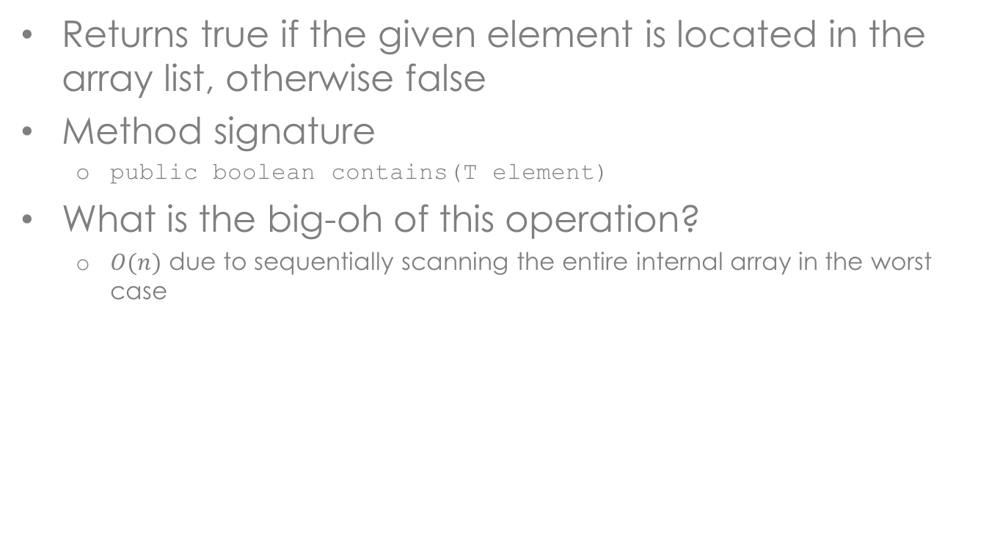 • Returns true if the given element is located in the
array list, otherwise false
• Method signature
o public boolean contains(T element)
• What is the big-oh of this operation?
o O(n) due to sequentially scanning the entire internal array in the worst
case